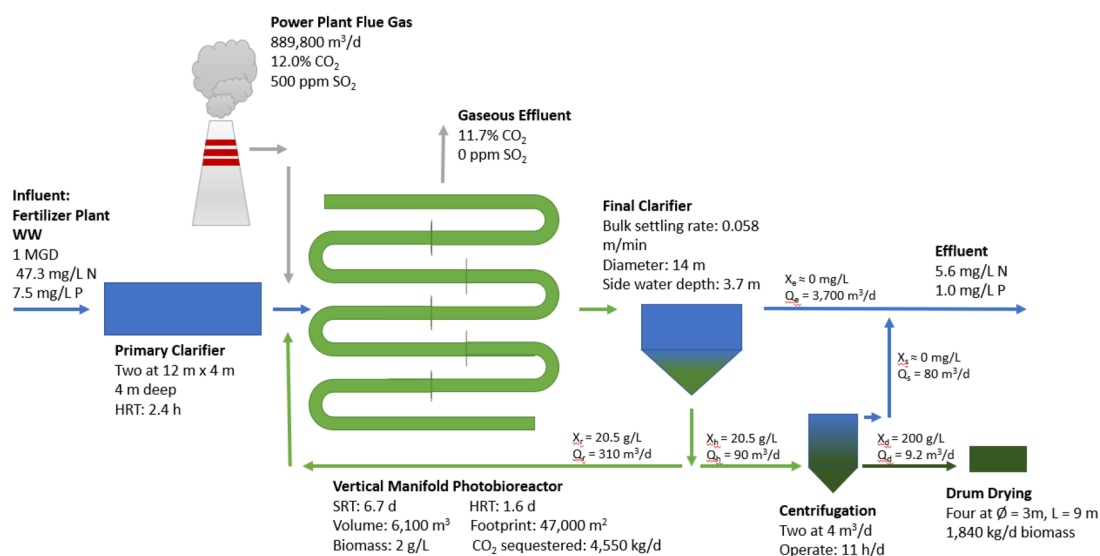 Power Plant Flue Gas
889,800 m³/d
12.0% CO₂
500 ppm SO₂
Gaseous Effluent
11.7% CO₂
0 ppm SO₂
Influent:
Fertilizer Plant
WW
1 MGD
47.3 mg/L N
7.5 mg/L P
Primary Clarifier
Two at 12 m x 4 m
4 m deep
HRT: 2.4 h
Final Clarifier
Bulk settling rate: 0.058
m/min
Diameter: 14 m
Side water depth: 3.7 m
Xₑ ≈ 0 mg/L
Qₑ = 3,700 m³/d
Effluent
5.6 mg/L N
1.0 mg/L P
Xₛ ≈ 0 mg/L
Qₛ = 80 m³/d
Xᵣ = 20.5 g/L
Qᵣ = 310 m³/d
Xₕ = 20.5 g/L
Qₕ = 90 m³/d
X_d = 200 g/L
Q_d = 9.2 m³/d
Vertical Manifold Photobioreactor
SRT: 6.7 d HRT: 1.6 d
Volume: 6,100 m³ Footprint: 47,000 m²
Biomass: 2 g/L CO₂ sequestered: 4,550 kg/d
Centrifugation
Two at 4 m³/d
Operate: 11 h/d
Drum Drying
Four at Ø = 3m, L = 9 m
1,840 kg/d biomass